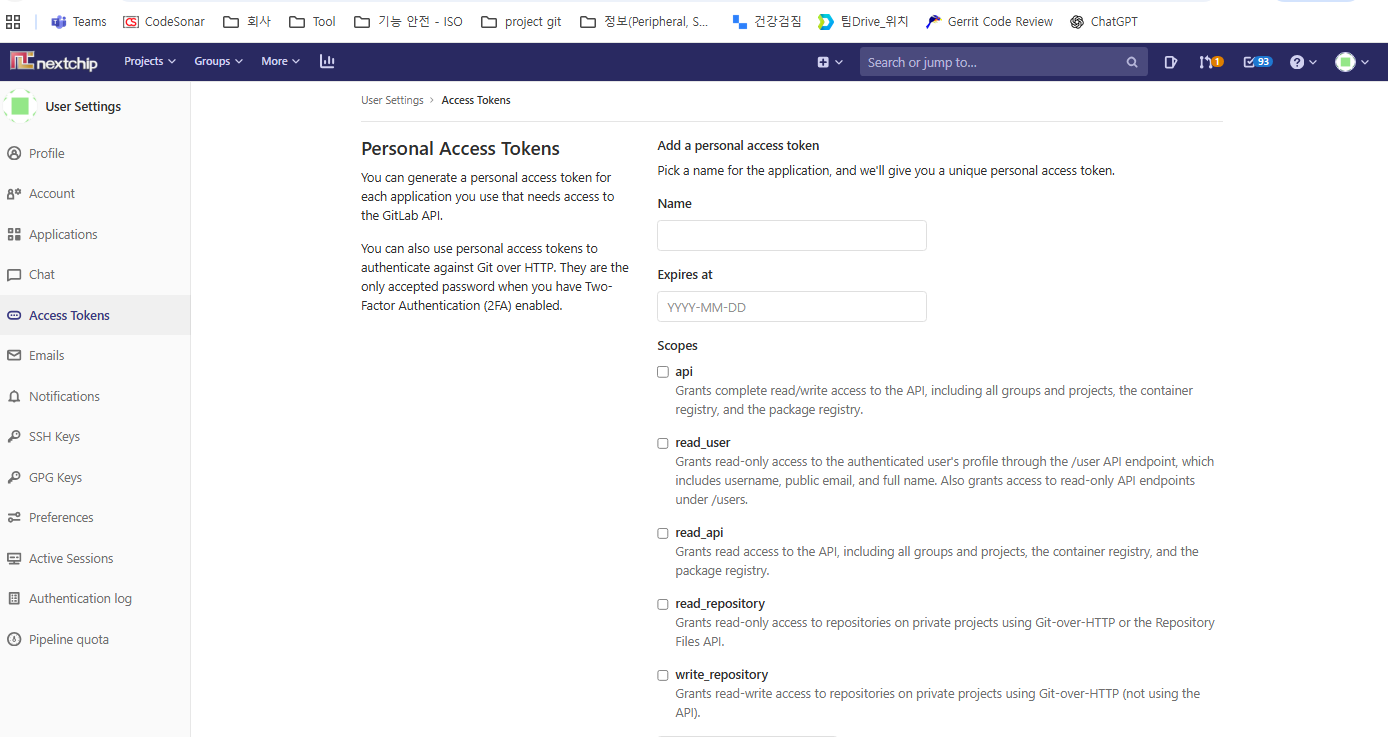 Teams
CodeSonar
회사
Tool
기능 안전 - ISO
project git
정보(Peripheral, S...
건강검짐
팀Drive_위치
Gerrit Code Review
ChatGPT
nextchip
Projects
Groups
More
Search or jump to...
1
93
User Settings
Profile
Account
Applications
Chat
Access Tokens
Emails
Notifications
SSH Keys
GPG Keys
Preferences
Active Sessions
Authentication log
Pipeline quota
User Settings > Access Tokens
Personal Access Tokens
You can generate a personal access token for
each application you use that needs access to
the GitLab API.
You can also use personal access tokens to
authenticate against Git over HTTP. They are the
only accepted password when you have Two-
Factor Authentication (2FA) enabled.
Add a personal access token
Pick a name for the application, and we'll give you a unique personal access token.
Name
Expires at
YYYY-MM-DD
Scopes
api
Grants complete read/write access to the API, including all groups and projects, the container
registry, and the package registry.
read_user
Grants read-only access to the authenticated user's profile through the /user API endpoint, which
includes username, public email, and full name. Also grants access to read-only API endpoints
under /users.
read_api
Grants read access to the API, including all groups and projects, the container registry, and the
package registry.
read_repository
Grants read-only access to repositories on private projects using Git-over-HTTP or the Repository
Files API.
write_repository
Grants read-write access to repositories on private projects using Git-over-HTTP (not using the
API).